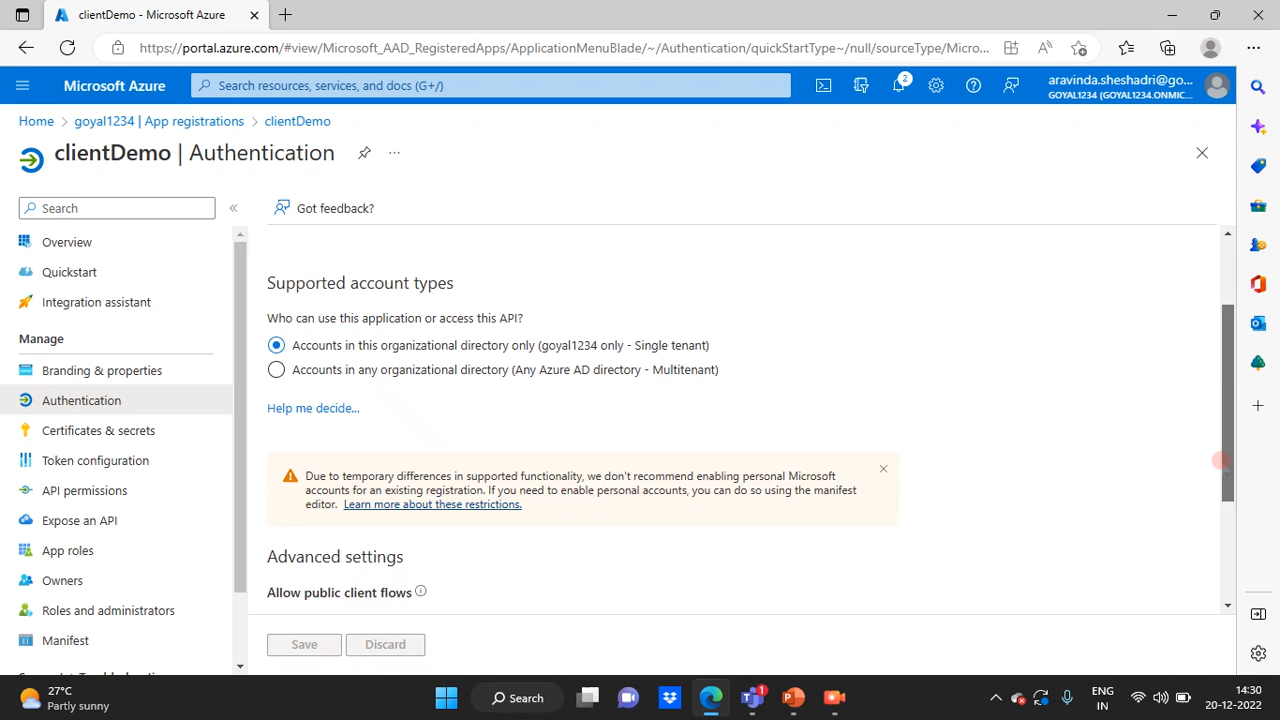 clientDemo - Microsoft Azure
https://portal.azure.com/#view/Microsoft_AAD_RegisteredApps/ApplicationMenuBlade/~/Authentication/quickStartType~/null/sourceType/Micro...
Microsoft Azure
Search resources, services, and docs (G+/)
2
aravinda.sheshadri@go...
GOYAL1234 (GOYAL1234.ONMIC...
Home > goyal1234 | App registrations > clientDemo
clientDemo | Authentication
Search
Got feedback?
Overview
Quickstart
Integration assistant
Manage
Branding & properties
Authentication
Certificates & secrets
Token configuration
API permissions
Expose an API
App roles
Owners
Roles and administrators
Manifest
Supported account types
Who can use this application or access this API?
Accounts in this organizational directory only (goyal1234 only - Single tenant)
Accounts in any organizational directory (Any Azure AD directory - Multitenant)
Help me decide...
Due to temporary differences in supported functionality, we don't recommend enabling personal Microsoft
accounts for an existing registration. If you need to enable personal accounts, you can do so using the manifest
editor. Learn more about these restrictions.
Advanced settings
Allow public client flows
Save
Discard
27°C
Partly sunny
Search
1
ENG
IN
14:30
20-12-2022